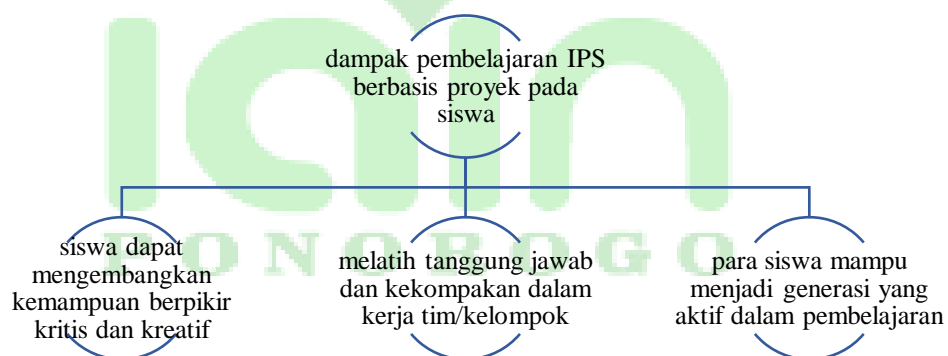 iain
PONOROGO
dampak pembelajaran IPS
berbasis proyek pada
siswa
siswa dapat
mengembangkan
kemampuan berpikir
kritis dan kreatif
melatih tanggung jawab
dan kekompakan dalam
kerja tim/kelompok
para siswa mampu
menjadi generasi yang
aktif dalam pembelajaran